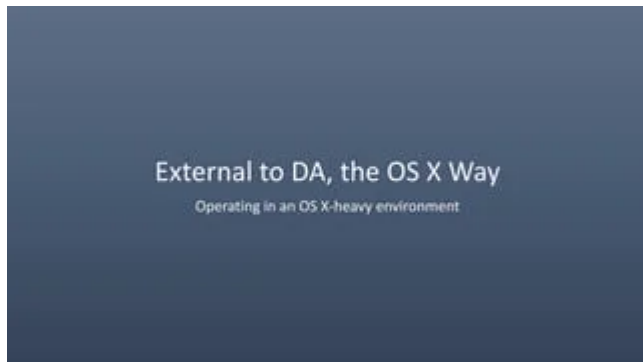 External to DA, the OS X Way
Operating in an OS X-heavy environment